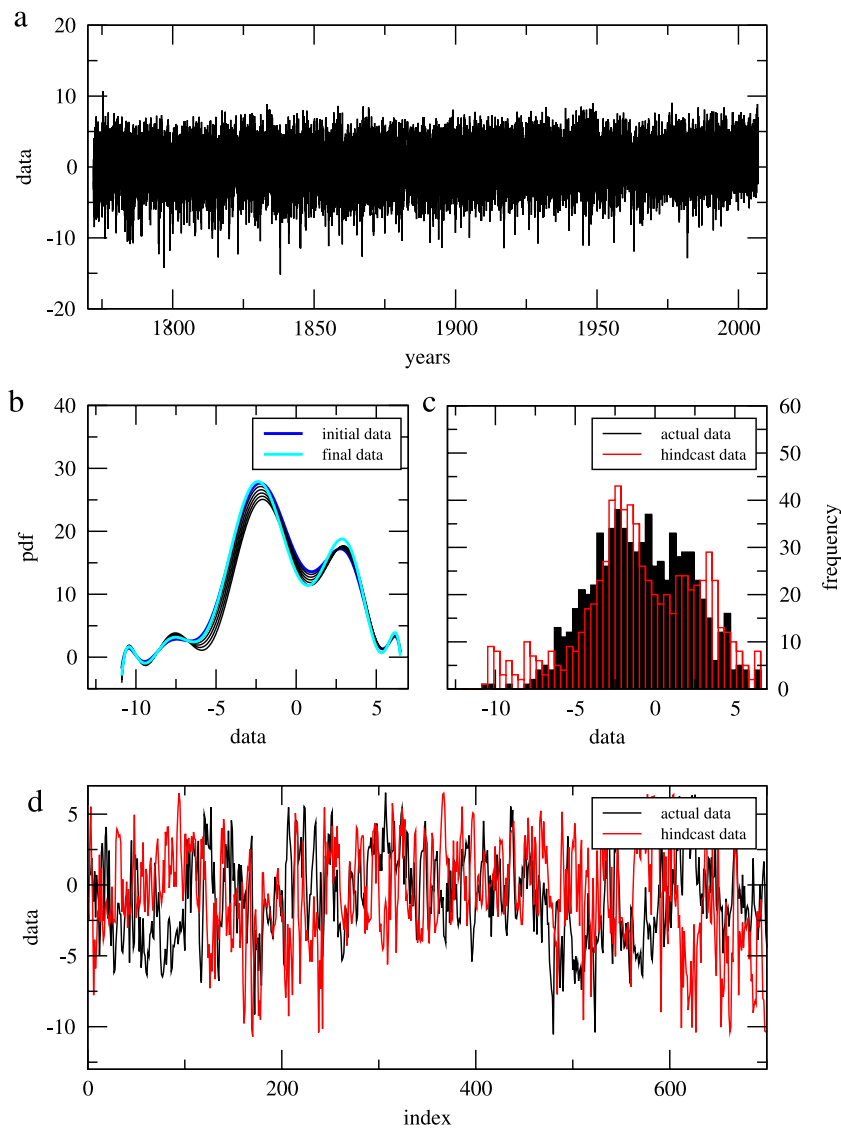 a
20
10
0
-10
-20
data
1800
1850
1900
1950
2000
years
b
40
30
20
10
0
pdf
initial data
final data
-10
-5
0
5
data
c
60
50
40
30
20
10
0
frequency
actual data
hindcast data
-10
-5
0
5
data
d
5
0
-5
-10
data
actual data
hindcast data
0
200
400
600
index